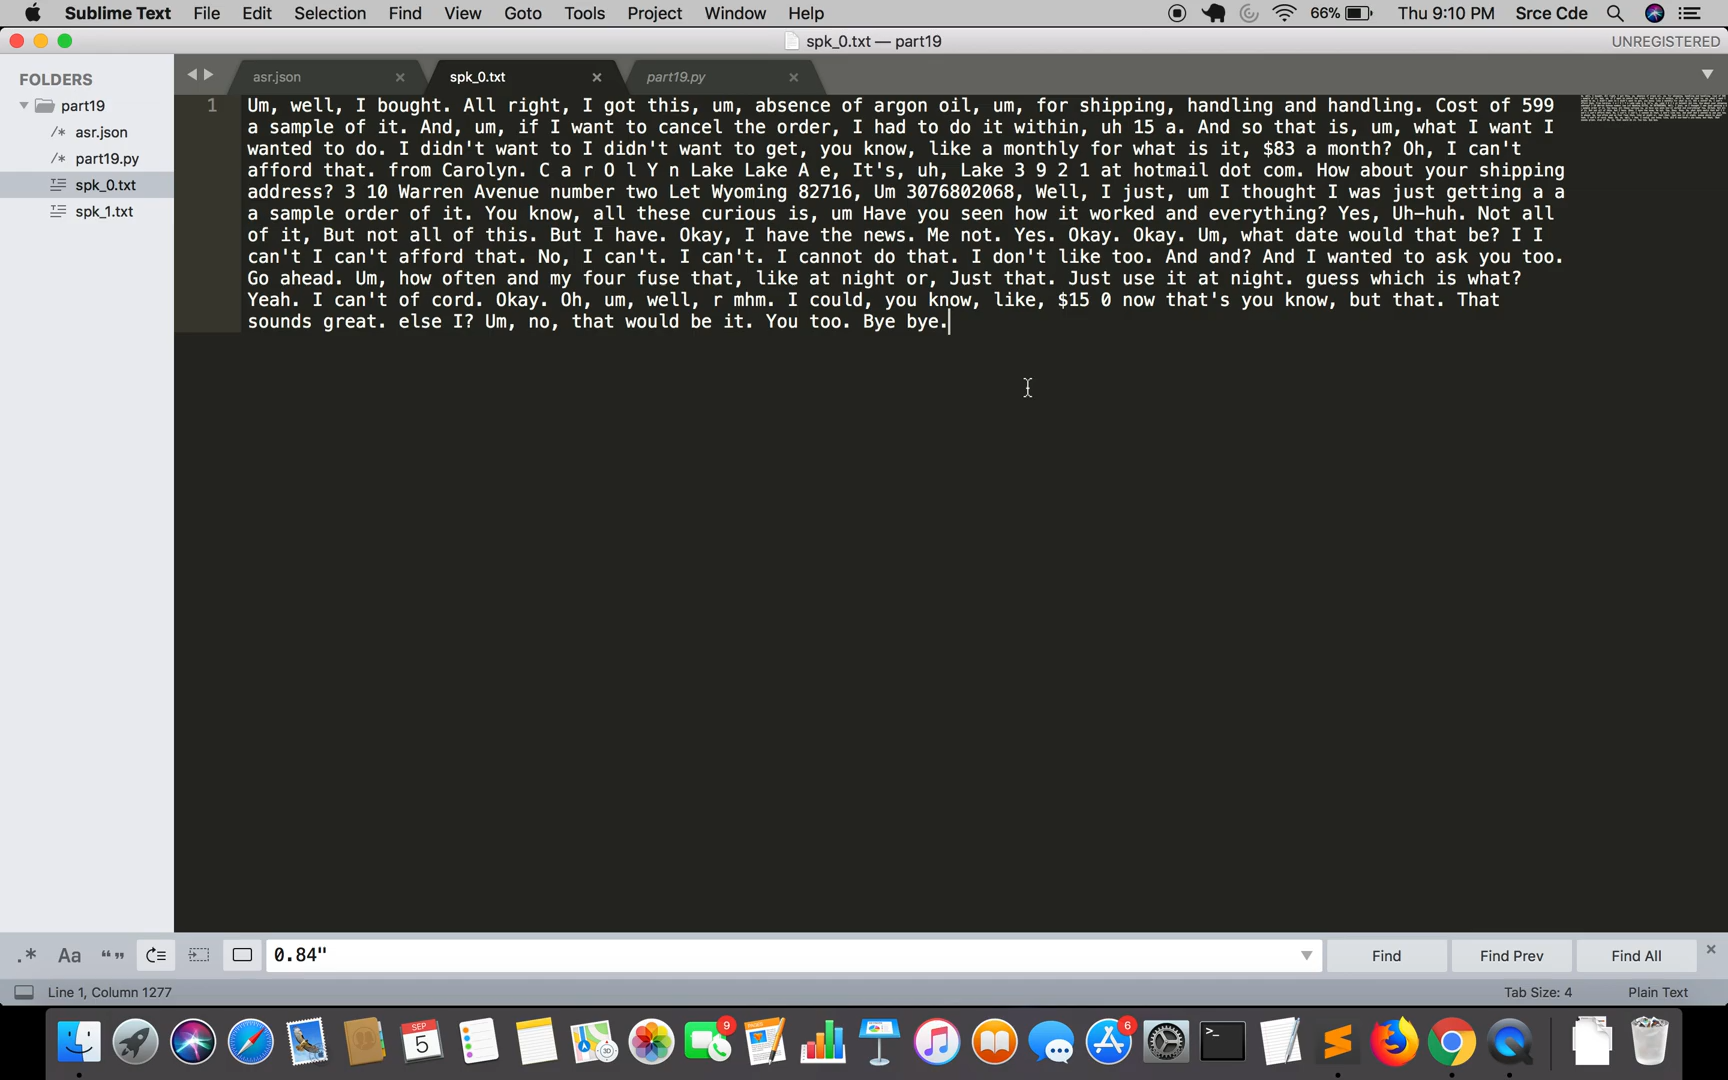 Sublime Text File Edit Selection Find View Goto Tools Project Window Help 66% Thu 9:10 PM Srce Cde
spk_0.txt — part19 UNREGISTERED
FOLDERS
part19
asr.json
part19.py
spk_0.txt
spk_1.txt
asr.json spk_0.txt part19.py
1
Um, well, I bought. All right, I got this, um, absence of argon oil, um, for shipping, handling and handling. Cost of 599
a sample of it. And, um, if I want to cancel the order, I had to do it within, uh 15 a. And so that is, um, what I want I
wanted to do. I didn't want to I didn't want to get, you know, like a monthly for what is it, $83 a month? Oh, I can't
afford that. from Carolyn. C a r O l Y n Lake Lake A e, It's, uh, Lake 3 9 2 1 at hotmail dot com. How about your shipping
address? 3 10 Warren Avenue number two Let Wyoming 82716, Um 3076802068, Well, I just, um I thought I was just getting a a
a sample order of it. You know, all these curious is, um Have you seen how it worked and everything? Yes, Uh-huh. Not all
of it, But not all of this. But I have. Okay, I have the news. Me not. Yes. Okay. Okay. Um, what date would that be? I I
can't I can't afford that. No, I can't. I can't. I cannot do that. I don't like too. And and? And I wanted to ask you too.
Go ahead. Um, how often and my four fuse that, like at night or, Just that. Just use it at night. guess which is what?
Yeah. I can't of cord. Okay. Oh, um, well, r mhm. I could, you know, like, $15 0 now that's you know, but that. That
sounds great. else I? Um, no, that would be it. You too. Bye bye.
.* Aa “” 0.84" Find Find Prev Find All
Line 1, Column 1277 Tab Size: 4 Plain Text
SEP
5
9
6